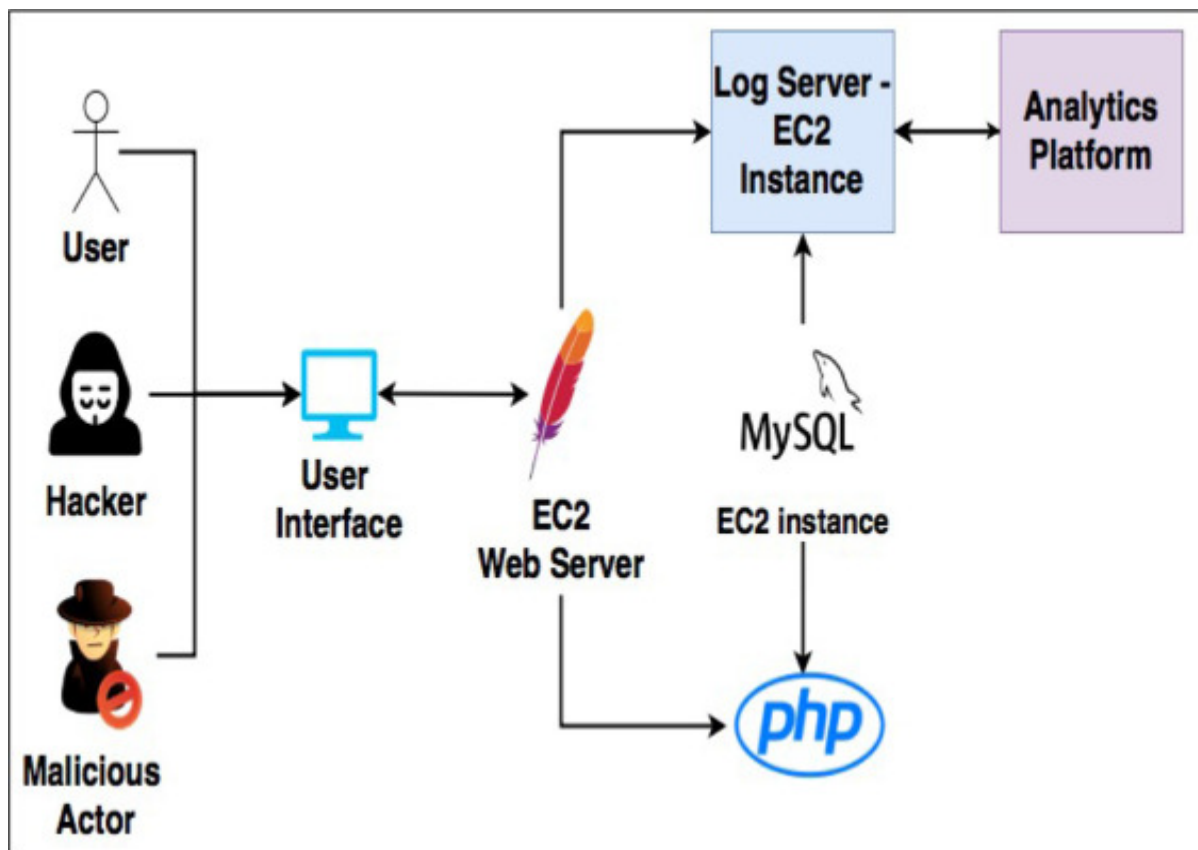 User
Hacker
Malicious
Actor
User
Interface
EC2
Web Server
Log Server -
EC2
Instance
Analytics
Platform
MySQL
EC2 instance
php